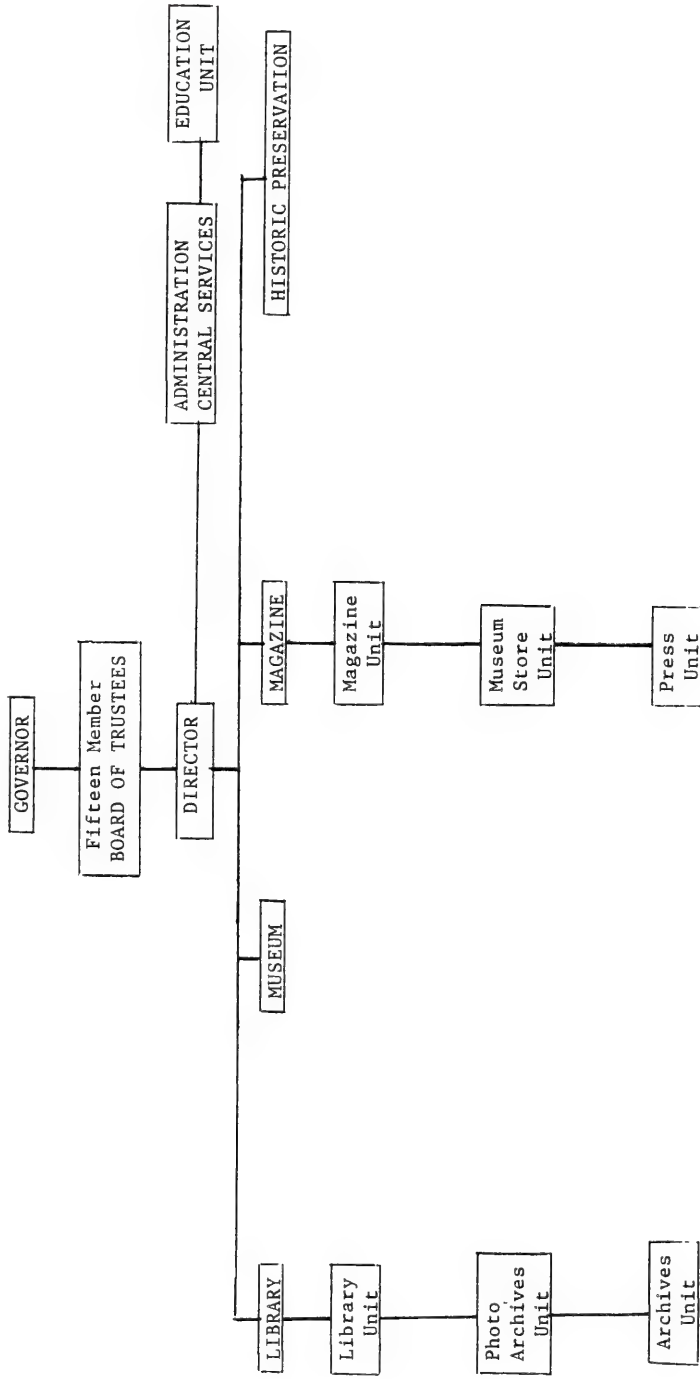 GOVERNOR
Fifteen Member
BOARD OF TRUSTEES
DIRECTOR
ADMINISTRATION
CENTRAL SERVICES
EDUCATION
UNIT
LIBRARY
MUSEUM
MAGAZINE
HISTORIC PRESERVATION
Library
Unit
Magazine
Unit
Photo
Archives
Unit
Museum
Store
Unit
Archives
Unit
Press
Unit